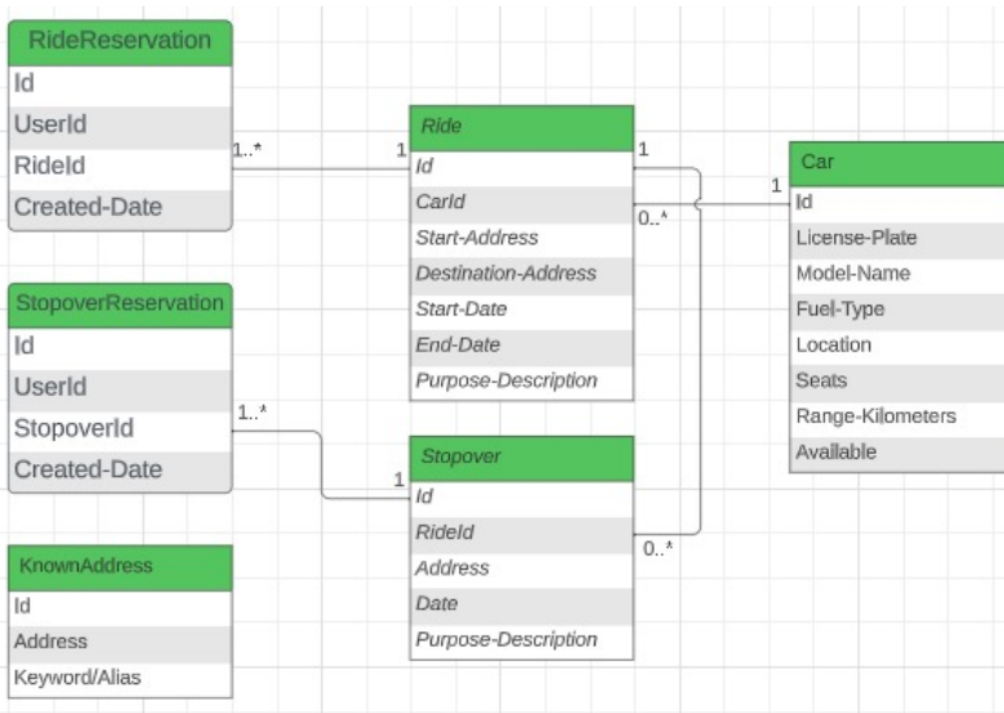 RideReservation
Id
UserId
RideId
Created-Date
1..*
1
Ride
Id
CarId
Start-Address
Destination-Address
Start-Date
End-Date
Purpose-Description
1
0..*
1
Car
Id
License-Plate
Model-Name
Fuel-Type
Location
Seats
Range-Kilometers
Available
StopoverReservation
Id
UserId
StopoverId
Created-Date
1..*
1
Stopover
Id
RideId
Address
Date
Purpose-Description
0..*
KnownAddress
Id
Address
Keyword/Alias